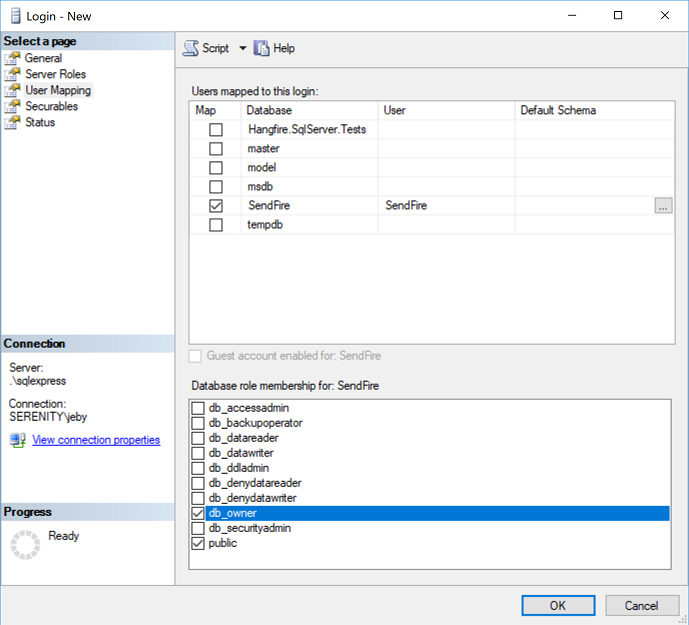 Login - New
Select a page
General
Server Roles
User Mapping
Securables
Status
Connection
Server:
.\sqlexpress
Connection:
SERENITY\jeby
View connection properties
Progress
Ready
Script Help
Users mapped to this login:
Map Database User Default Schema
Hangfire.SqlServer.Tests
master
model
msdb
SendFire SendFire ...
tempdb
Guest account enabled for: SendFire
Database role membership for: SendFire
db_accessadmin
db_backupoperator
db_datareader
db_datawriter
db_ddladmin
db_denydatareader
db_denydatawriter
db_owner
db_securityadmin
public
OK Cancel